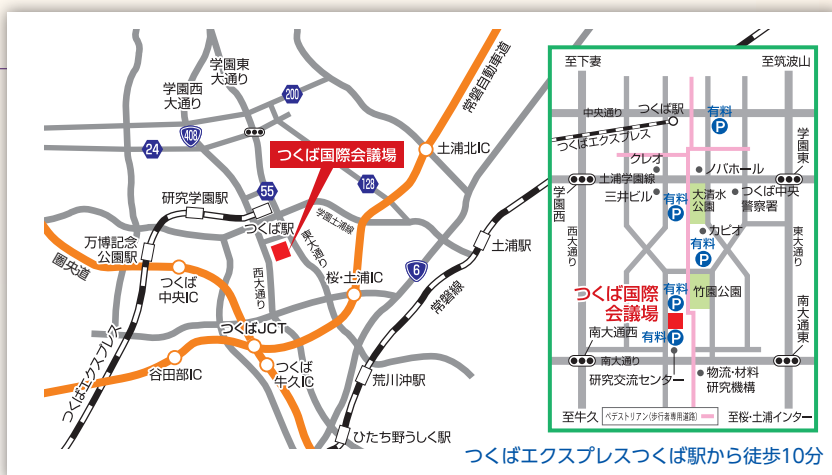 学園東
大通り
学園西
大通り
200
408
24
常磐自動車道
土浦北IC
つくば国際会議場
128
55
研究学園駅
つくば駅
学園土浦線
東大通り
西大通り
土浦駅
万博記念
公園駅
圏央道
つくば
中央IC
桜・土浦IC
6
常磐線
つくばJCT
つくば
牛久IC
谷田部IC
つくばエクスプレス
荒川沖駅
ひたち野うしく駅
至下妻
至筑波山
中央通り
つくば駅
有料
P
つくばエクスプレス
学園東
クレオ
ノバホール
土浦学園線
学園西
三井ビル
大清水
公園
つくば中央
警察署
カピオ
有料
P
西大通り
東大通り
竹園公園
つくば国際
会議場
有料
P
有料
P
南大通西
南大通東
南大通り
研究交流センター
物流・材料
研究機構
至牛久
ペデストリアン(歩行者専用道路)
至桜・土浦インター
つくばエクスプレスつくば駅から徒歩10分